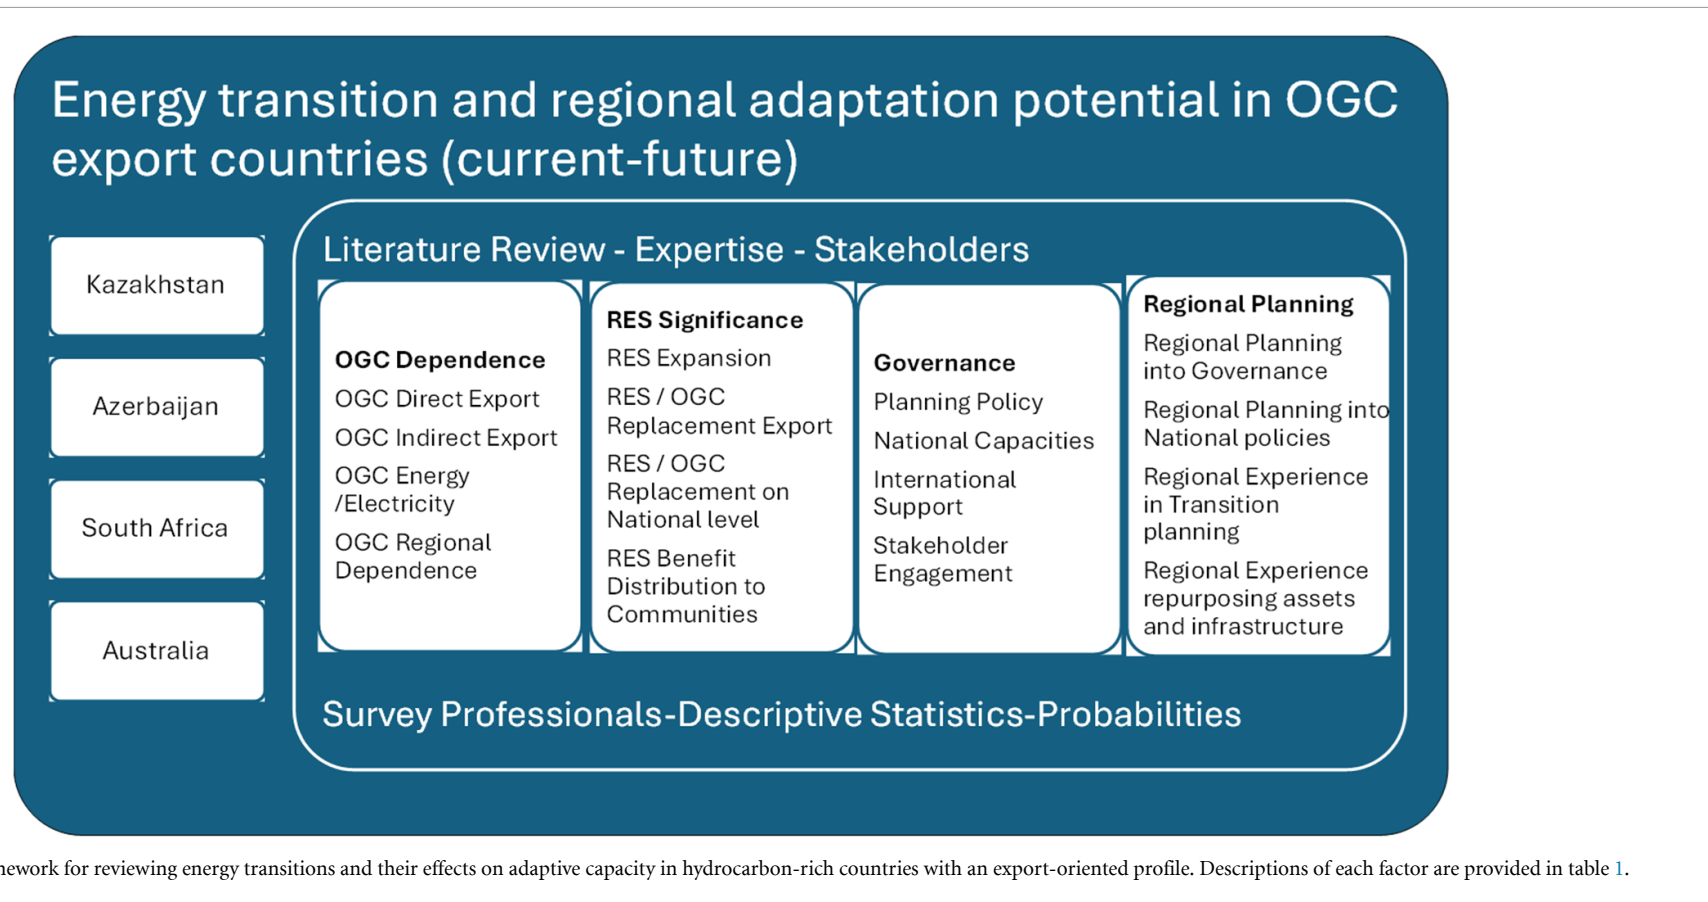 Energy transition and regional adaptation potential in OGC
export countries (current-future)
Kazakhstan
Azerbaijan
South Africa
Australia
Literature Review - Expertise - Stakeholders
OGC Dependence
OGC Direct Export
OGC Indirect Export
OGC Energy
/Electricity
OGC Regional
Dependence
RES Significance
RES Expansion
RES / OGC
Replacement Export
RES / OGC
Replacement on
National level
RES Benefit
Distribution to
Communities
Governance
Planning Policy
National Capacities
International
Support
Stakeholder
Engagement
Regional Planning
Regional Planning
into Governance
Regional Planning into
National policies
Regional Experience
in Transition
planning
Regional Experience
repurposing assets
and infrastructure
Survey Professionals-Descriptive Statistics-Probabilities
for reviewing energy transitions and their effects on adaptive capacity in hydrocarbon-rich countries with an export-oriented profile. Descriptions of each factor are provided in table 1.